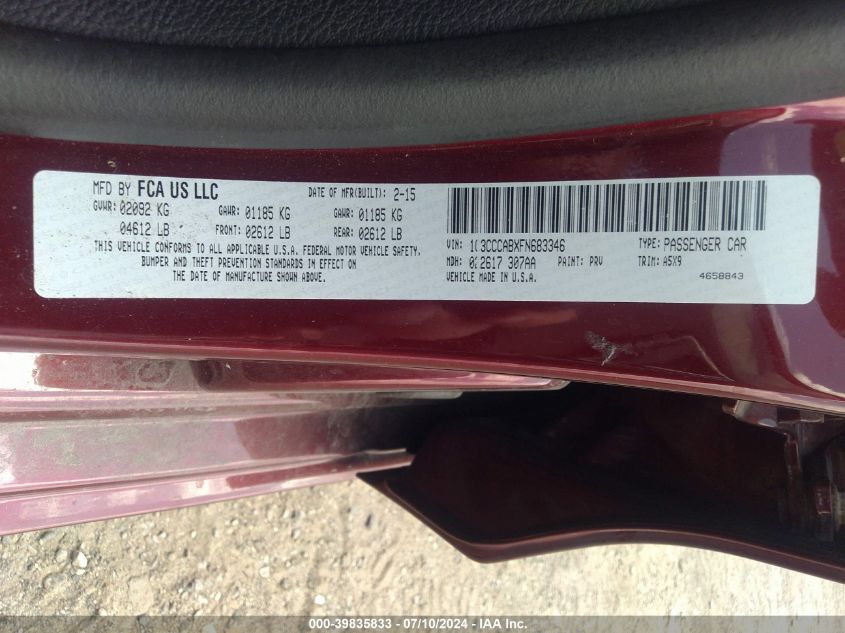 MFD BY FCA US LLC
DATE OF MFR(BUILT): 2-15
GVWR: 02092 KG GAWR: 01185 KG GAWR: 01185 KG
04612 LB FRONT: 02612 LB REAR: 02612 LB
THIS VEHICLE CONFORMS TO ALL APPLICABLE U.S.A. FEDERAL MOTOR VEHICLE SAFETY,
BUMPER AND THEFT PREVENTION STANDARDS IN EFFECT ON
THE DATE OF MANUFACTURE SHOWN ABOVE.
VIN: 1C3CCCABXFN683346 TYPE: PASSENGER CAR
MDH: 022617 307AA PAINT: PRV TRIM: A5X9
VEHICLE MADE IN U.S.A.
4658843
000-39835833 - 07/10/2024 - IAA Inc.